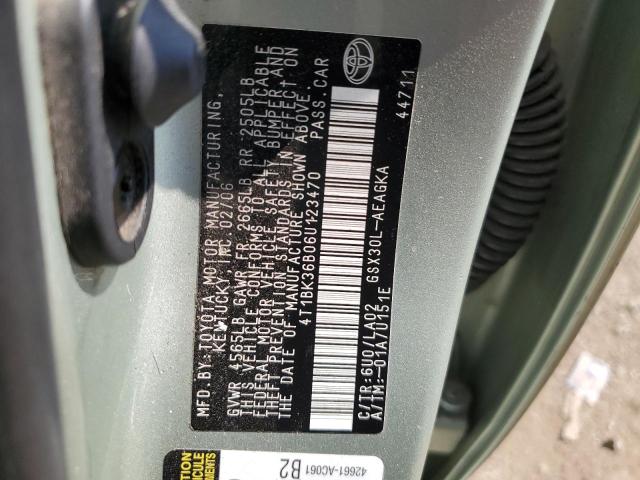 MFD.BY:TOYOTA MOTOR MANUFACTURING,
KENTUCKY,INC 02/06
GVWR 4565LB GAWR FR 2665LB RR 2505LB
THIS VEHICLE CONFORMS TO ALL APPLICABLE
FEDERAL MOTOR VEHICLE SAFETY, BUMPER, AND
THEFT PREVENTION STANDARDS IN EFFECT ON
THE DATE OF MANUFACTURE SHOWN ABOVE.
4T1BK36B06U123470 PASS.CAR
C/TR:6U0/LA02 GSX30L-AEAGKA
A/TM:-01A/U151E
44711
42661-AC061
B2